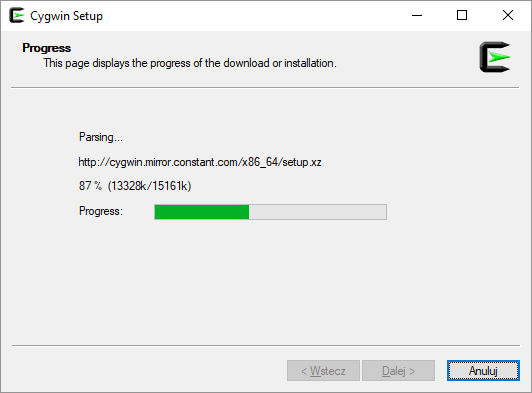 Cygwin Setup
Progress
This page displays the progress of the download or installation.
Parsing...
http://cygwin.mirror.constant.com/x86_64/setup.xz
87 % (13328k/15161k)
Progress:
< Wstecz
Dalej >
Anuluj